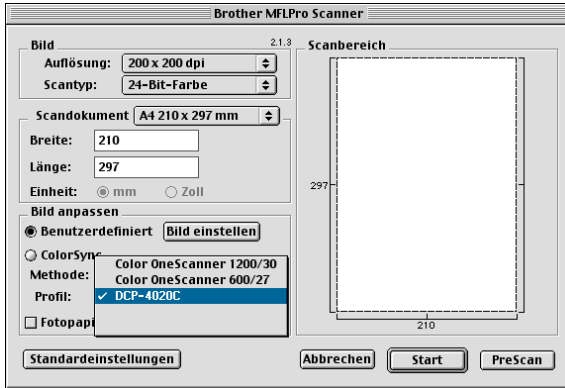 Brother MFLPro Scanner
Bild 2.1.3
Auflösung: 200 x 200 dpi
Scantyp: 24-Bit-Farbe
Scandokument A4 210 x 297 mm
Breite: 210
Länge: 297
Einheit: mm Zoll
Bild anpassen
Benutzerdefiniert Bild einstellen
ColorSync
Color OneScanner 1200/30
Methode: Color OneScanner 600/27
Profil: ✓ DCP-4020C
Fotopapi
Standardeinstellungen
Scanbereich
297
210
Abbrechen Start PreScan